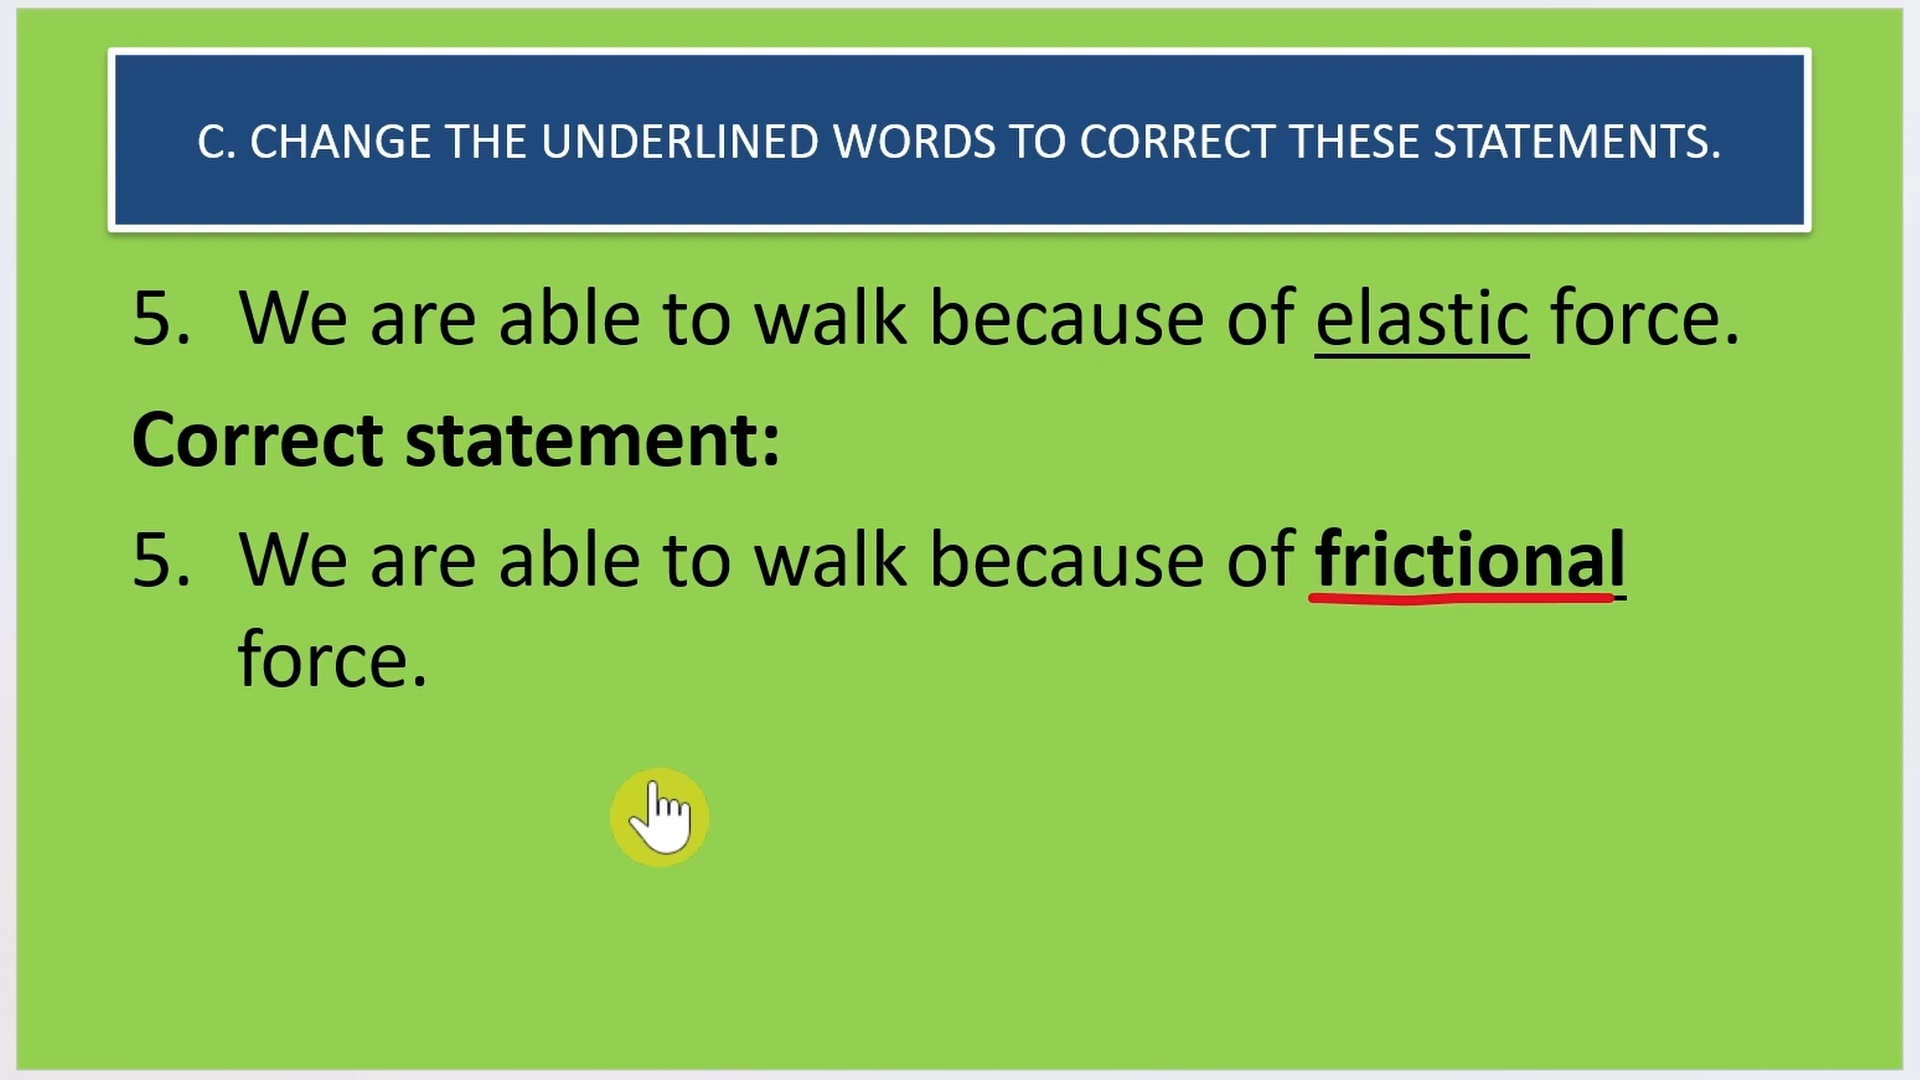 C. CHANGE THE UNDERLINED WORDS TO CORRECT THESE STATEMENTS.
5. We are able to walk because of elastic force.
Correct statement:
5. We are able to walk because of frictional
force.